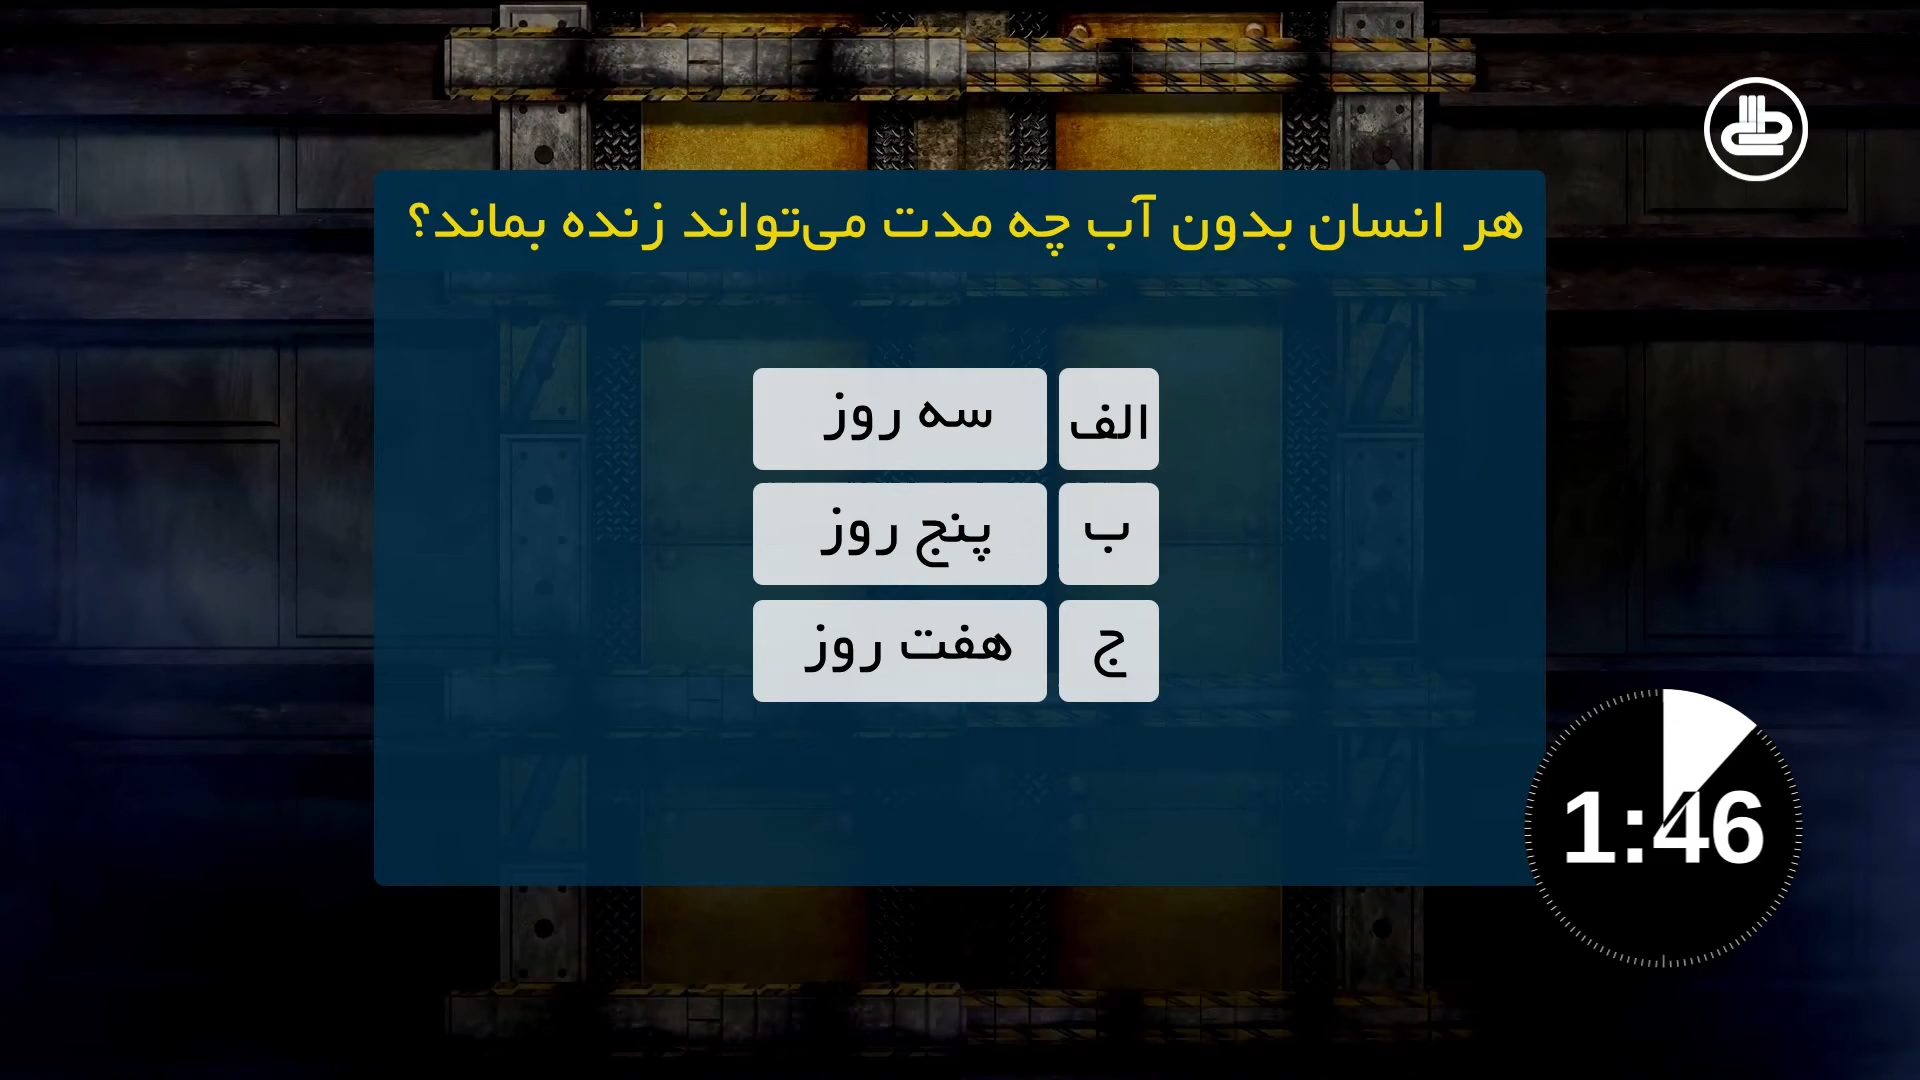 هر انسان بدون آب چه مدت می‌تواند زنده بماند؟
الف سه روز
ب پنج روز
ج هفت روز
1:46